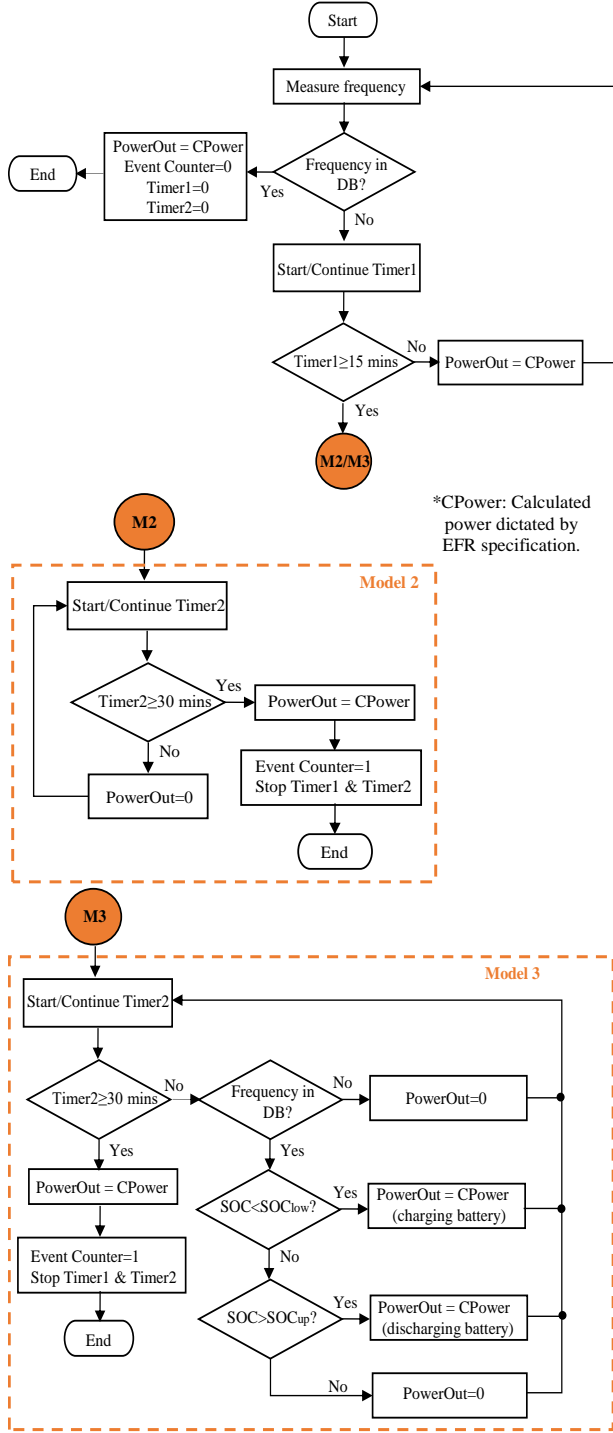 Start
Measure frequency
Frequency in
DB?
Yes
No
PowerOut = CPower
Event Counter=0
Timer1=0
Timer2=0
End
Start/Continue Timer1
Timer1≥15 mins
No
PowerOut = CPower
Yes
M2/M3
*CPower: Calculated
power dictated by
EFR specification.
M2
Model 2
Start/Continue Timer2
Timer2≥30 mins
Yes
PowerOut = CPower
No
PowerOut=0
Event Counter=1
Stop Timer1 & Timer2
End
M3
Model 3
Start/Continue Timer2
Timer2≥30 mins
No
Frequency in
DB?
No
PowerOut=0
Yes
Yes
PowerOut = CPower
SOC<SOClow?
Yes
PowerOut = CPower
(charging battery)
Event Counter=1
Stop Timer1 & Timer2
No
End
SOC>SOCup?
Yes
PowerOut = CPower
(discharging battery)
No
PowerOut=0